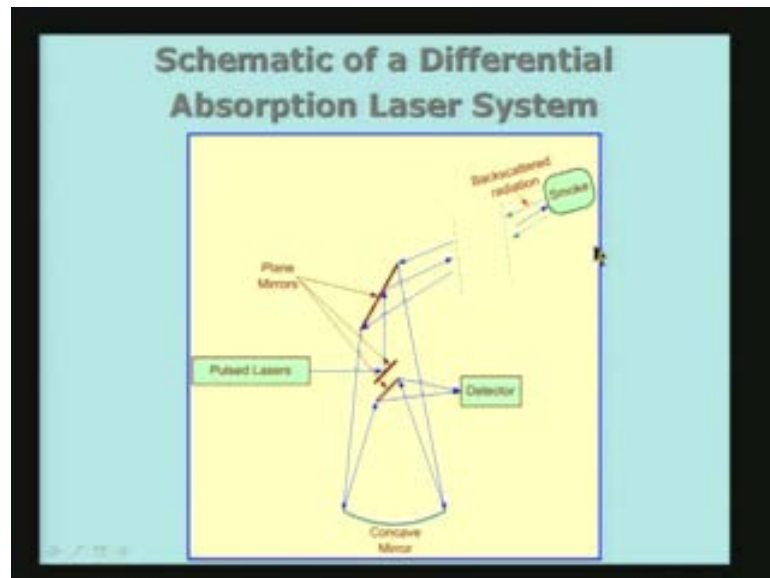 Schematic of a Differential
Absorption Laser System
Backscattered
radiation
Smoke
Plane
Mirrors
Pulsed Lasers
Detector
Concave
Mirror